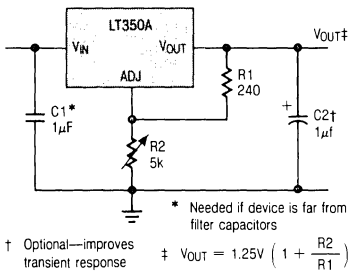 LT350A
VIN
VOUT
VOUT‡
ADJ
R1
240
C1*
1μF
R2
5k
+
C2†
1μf
* Needed if device is far from
filter capacitors
† Optional—improves
transient response
‡ VOUT = 1.25V ( 1 + R2/R1 )